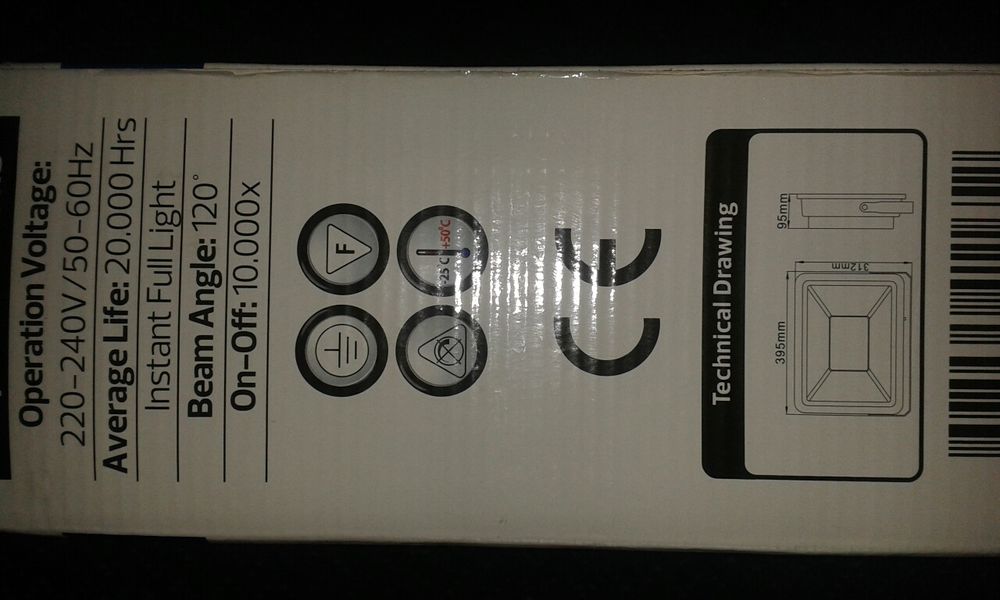 Operation Voltage:
220-240V/50-60Hz
Average Life: 20.000 Hrs
Instant Full Light
Beam Angle: 120°
On-Off: 10.000x
F
-25°C +50°C
CE
Technical Drawing
395mm
312mm
95mm